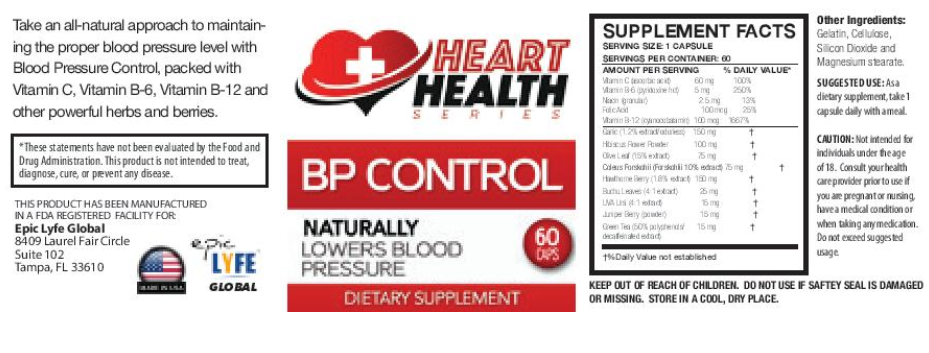 Take an all-natural approach to maintain-
ing the proper blood pressure level with
Blood Pressure Control, packed with
Vitamin C, Vitamin B-6, Vitamin B-12 and
other powerful herbs and berries.
*These statements have not been evaluated by the Food and
Drug Administration. This product is not intended to treat,
diagnose, cure, or prevent any disease.
THIS PRODUCT HAS BEEN MANUFACTURED
IN A FDA REGISTERED FACILITY FOR:
Epic Lyfe Global
8409 Laurel Fair Circle
Suite 102
Tampa, FL 33610
MADE IN USA
epic
LYFE
GLOBAL
HEART
HEALTH
SERIES
BP CONTROL
NATURALLY
LOWERS BLOOD
PRESSURE
60
CAPS
DIETARY SUPPLEMENT
SUPPLEMENT FACTS
SERVING SIZE: 1 CAPSULE
SERVINGS PER CONTAINER: 60
AMOUNT PER SERVING % DAILY VALUE*
Vitamin C (ascorbic acid) 60 mg 100%
Vitamin B-6 (pyridoxine hcl) 5 mg 250%
Niacin (granular) 2.5 mg 13%
Folic Acid 100 mcg 25%
Vitamin B-12 (cyanocobalamin) 100 mcg 1667%
Garlic (1.2% extract/odorless) 150 mg †
Hibiscus Flower Powder 100 mg †
Olive Leaf (15% extract) 75 mg †
Coleus Forskohlii (Forskohlii 10% extract) 75 mg †
Hawthorne Berry (1.8% extract) 150 mg †
Buchu Leaves (4:1 extract) 25 mg †
UVA Ursi (4:1 extract) 15 mg †
Juniper Berry (powder) 15 mg †
Green Tea (50% polyphenols/ 15 mg †
decaffeinated extract)
†%Daily Value not established
Other Ingredients:
Gelatin, Cellulose,
Silicon Dioxide and
Magnesium stearate.
SUGGESTED USE: As a
dietary supplement, take 1
capsule daily with a meal.
CAUTION: Not intended for
individuals under the age
of 18. Consult your health
care provider prior to use if
you are pregnant or nursing,
have a medical condition or
when taking any medication.
Do not exceed suggested
usage.
KEEP OUT OF REACH OF CHILDREN. DO NOT USE IF SAFTEY SEAL IS DAMAGED
OR MISSING. STORE IN A COOL, DRY PLACE.